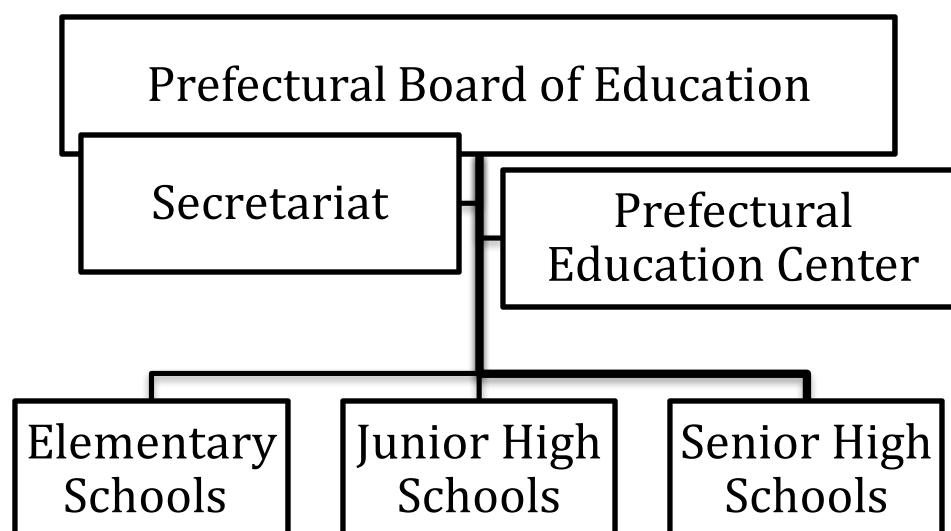 Prefectural Board of Education
Secretariat
Prefectural
Education Center
Elementary
Schools
Junior High
Schools
Senior High
Schools